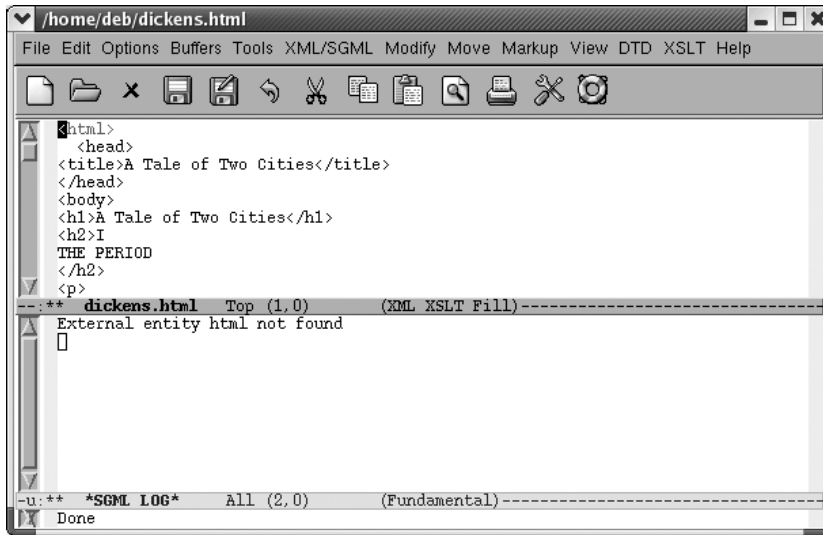 /home/deb/dickens.html
File Edit Options Buffers Tools XML/SGML Modify Move Markup View DTD XSLT Help
<html>
  <head>
<title>A Tale of Two Cities</title>
</head>
<body>
<h1>A Tale of Two Cities</h1>
<h2>I
THE PERIOD
</h2>
<p>
--:**  dickens.html   Top (1,0)      (XML XSLT Fill)--------------------------------
External entity html not found
-u:**  *SGML LOG*     All (2,0)      (Fundamental)----------------------------------
Done